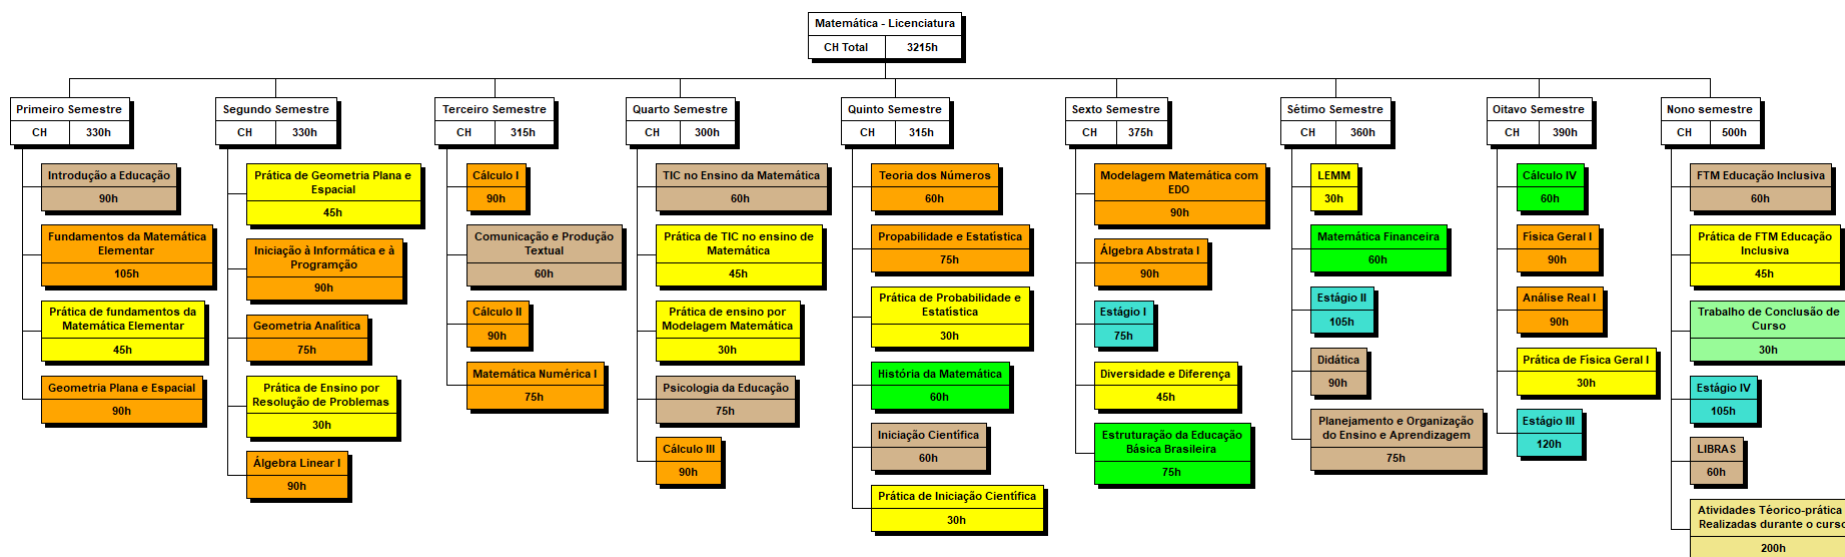 Matemática - Licenciatura
CH Total 3215h
Primeiro Semestre
CH 330h
Introdução a Educação
90h
Fundamentos da Matemática
Elementar
105h
Prática de fundamentos da
Matemática Elementar
45h
Geometria Plana e Espacial
90h
Segundo Semestre
CH 330h
Prática de Geometria Plana e
Espacial
45h
Iniciação à Informática e à
Programção
90h
Geometria Analítica
75h
Prática de Ensino por
Resolução de Problemas
30h
Álgebra Linear I
90h
Terceiro Semestre
CH 315h
Cálculo I
90h
Comunicação e Produção
Textual
60h
Cálculo II
90h
Matemática Numèrica I
75h
Quarto Semestre
CH 300h
TIC no Ensino da Matemática
60h
Prática de TIC no ensino de
Matemática
45h
Prática de ensino por
Modelagem Matemática
30h
Psicologia da Educação
75h
Cálculo III
90h
Quinto Semestre
CH 315h
Teoria dos Números
60h
Propabilidade e Estatística
75h
Prática de Probabilidade e
Estatística
30h
História da Matemática
60h
Iniciação Científica
60h
Prática de Iniciação Científica
30h
Sexto Semestre
CH 375h
Modelagem Matemática com
EDO
90h
Álgebra Abstrata I
90h
Estágio I
75h
Diversidade e Diferença
45h
Estruturação da Educação
Básica Brasileira
75h
Sétimo Semestre
CH 360h
LEMM
30h
Matemática Financeira
60h
Estágio II
105h
Didática
90h
Planejamento e Organização
do Ensino e Aprendizagem
75h
Oitavo Semestre
CH 390h
Cálculo IV
60h
Física Geral I
90h
Análise Real I
90h
Prática de Física Geral I
30h
Estágio III
120h
Nono semestre
CH 500h
FTM Educação Inclusiva
60h
Prática de FTM Educação
Inclusiva
45h
Trabalho de Conclusão de
Curso
30h
Estágio IV
105h
LIBRAS
60h
Atividades Téorico-prática
Realizadas durante o curso
200h